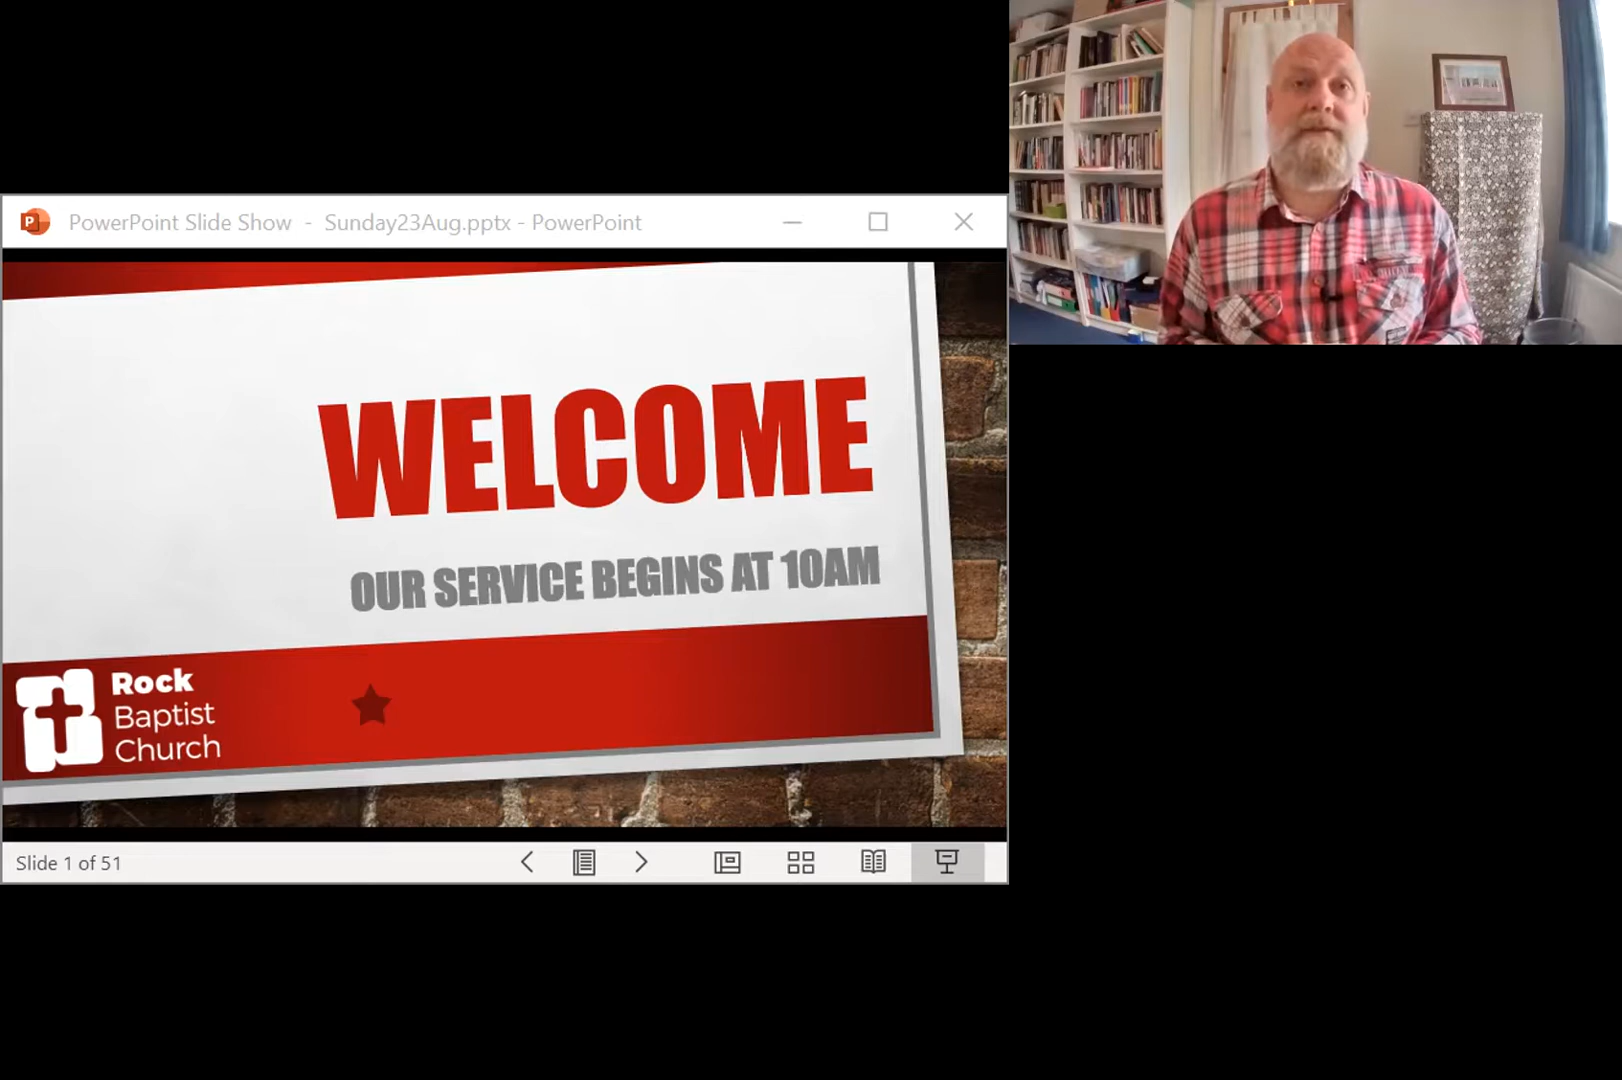 PowerPoint Slide Show - Sunday23Aug.pptx - PowerPoint
WELCOME
OUR SERVICE BEGINS AT 10AM
Rock
Baptist
Church
Slide 1 of 51